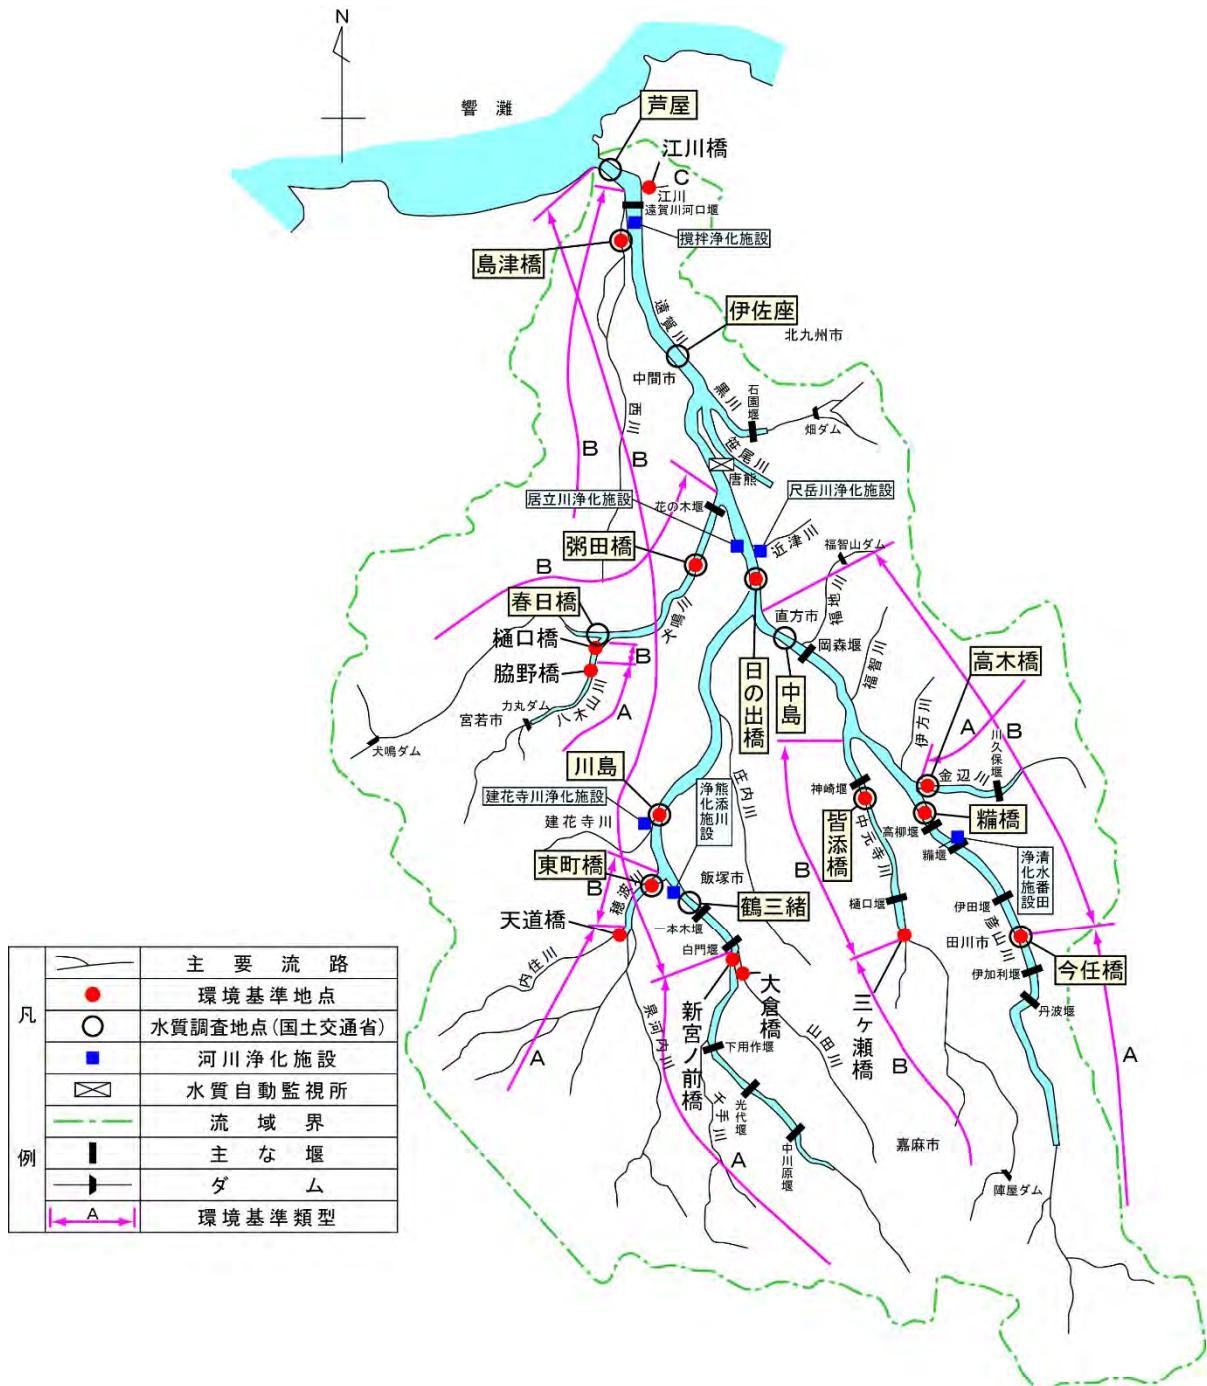 N
響灘
芦屋
江川橋
C
江川
遠賀川河口堰
撹拌浄化施設
島津橋
遠賀川
伊佐座
北九州市
中間市
黒川
石園堰
畑ダム
西川
笹尾川
B
B
唐熊
居立川浄化施設
花の木堰
尺岳川浄化施設
近津川
福智山ダム
粥田橋
B
福地川
春日橋
犬鳴川
直方市
樋口橋
岡森堰
B
脇野橋
福智川
高木橋
日の出橋
中島
力丸ダム
八木山川
A
宮若市
伊方川
A
B
犬鳴ダム
川久保堰
川島
庄内川
金辺川
神崎堰
建花寺川浄化施設
熊添川
浄化施設
建花寺川
中元寺川
皆添橋
高柳堰
糒橋
糒堰
清水番田
浄化施設
東町橋
B
穂波川
飯塚市
B
鶴三緒
樋口堰
伊田堰
天道橋
一本木堰
彦山川
白門堰
田川市
今任橋
内住川
大倉橋
伊加利堰
新宮ノ前橋
三ヶ瀬橋
丹波堰
泉河内川
山田川
下用作堰
A
B
A
千手川
光代堰
中川原堰
嘉麻市
A
陣屋ダム
凡
例
主要流路
環境基準地点
水質調査地点(国土交通省)
河川浄化施設
水質自動監視所
流域界
主な堰
ダム
A
環境基準類型